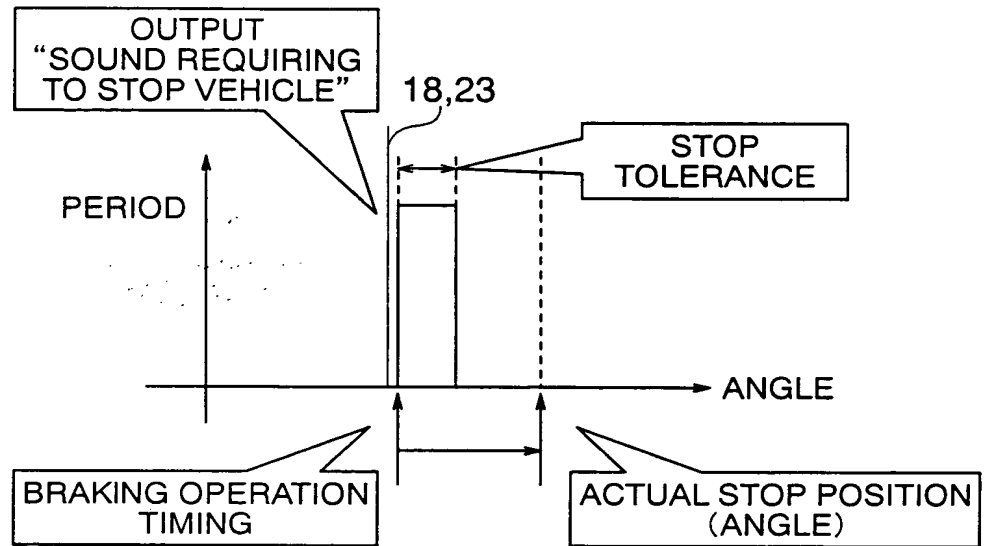 OUTPUT
“SOUND REQUIRING
TO STOP VEHICLE”
18,23
STOP
TOLERANCE
PERIOD
ANGLE
BRAKING OPERATION
TIMING
ACTUAL STOP POSITION
(ANGLE)